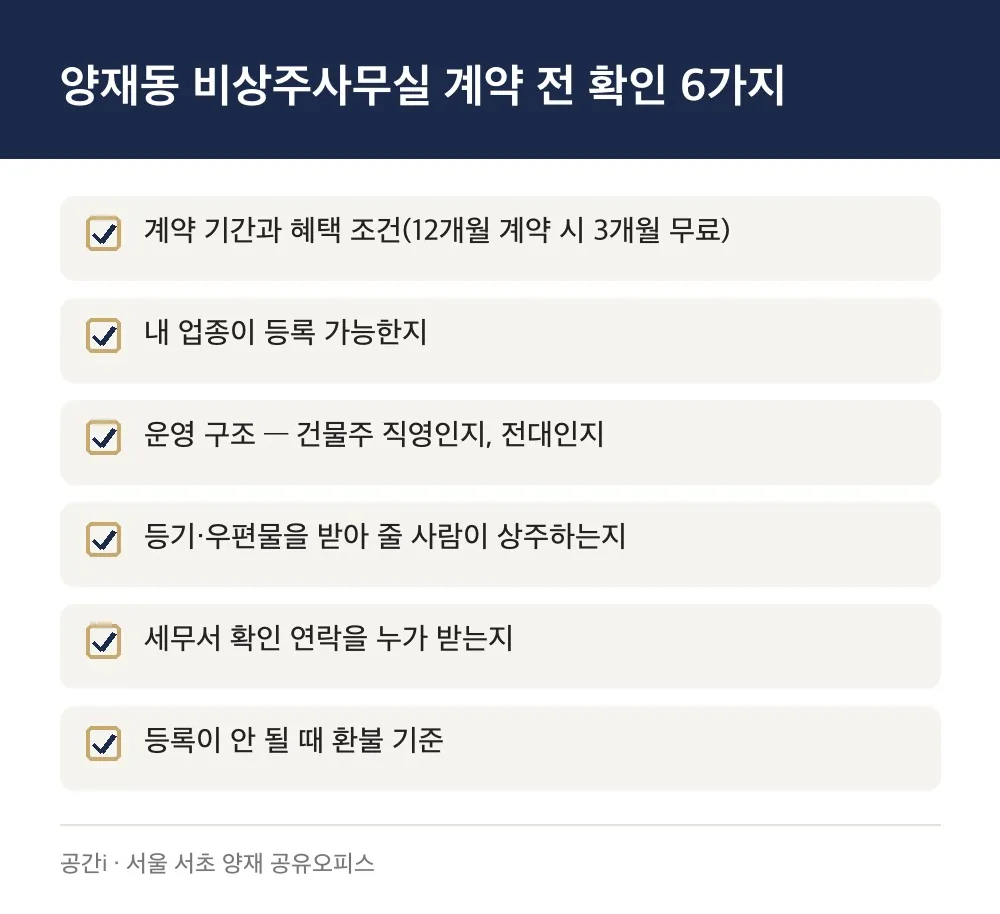 양재동 비상주사무실 계약 전 확인 6가지
계약 기간과 혜택 조건(12개월 계약 시 3개월 무료)
내 업종이 등록 가능한지
운영 구조 — 건물주 직영인지, 전대인지
등기·우편물을 받아 줄 사람이 상주하는지
세무서 확인 연락을 누가 받는지
등록이 안 될 때 환불 기준
공간i · 서울 서초 양재 공유오피스